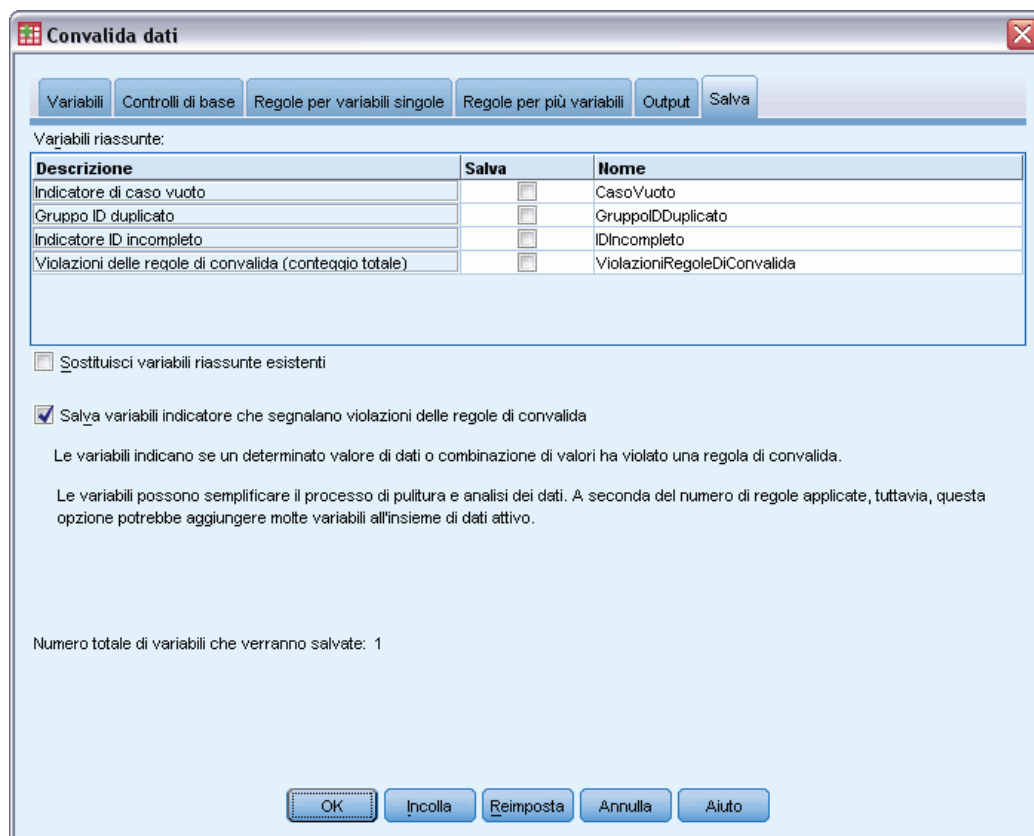 Convalida dati
Variabili Controlli di base Regole per variabili singole Regole per più variabili Output Salva
Variabili riassunte:
Descrizione Salva Nome
Indicatore di caso vuoto CasoVuoto
Gruppo ID duplicato GruppoIDDuplicato
Indicatore ID incompleto IDIncompleto
Violazioni delle regole di convalida (conteggio totale) ViolazioniRegoleDiConvalida
Sostituisci variabili riassunte esistenti
Salva variabili indicatore che segnalano violazioni delle regole di convalida
Le variabili indicano se un determinato valore di dati o combinazione di valori ha violato una regola di convalida.
Le variabili possono semplificare il processo di pulitura e analisi dei dati. A seconda del numero di regole applicate, tuttavia, questa
opzione potrebbe aggiungere molte variabili all'insieme di dati attivo.
Numero totale di variabili che verranno salvate: 1
OK Incolla Reimposta Annulla Aiuto